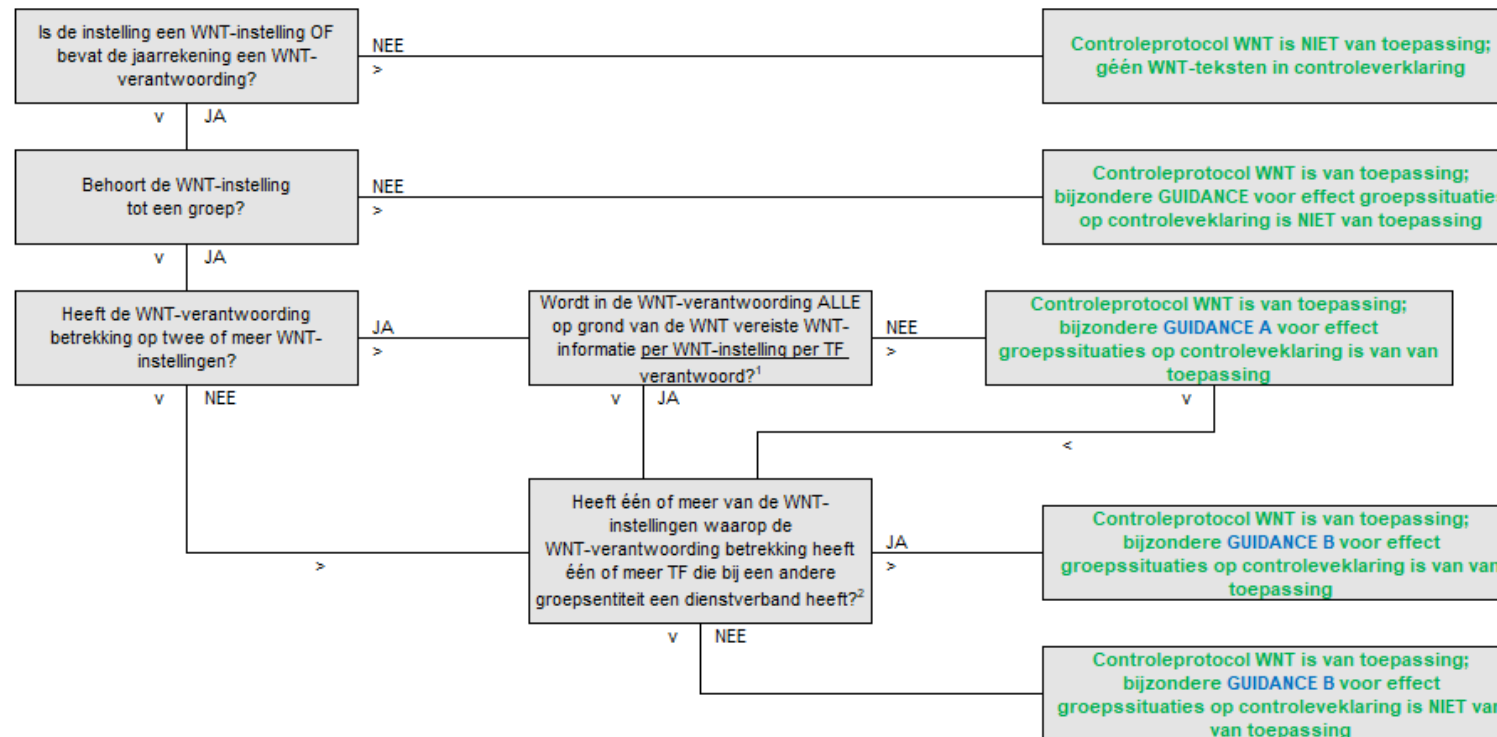 Is de instelling een WNT-instelling OF
bevat de jaarrekening een WNT-
verantwoording?
NEE
>
Controleprotocol WNT is NIET van toepassing;
géén WNT-teksten in controleverklaring
v JA
Behoort de WNT-instelling
tot een groep?
NEE
>
Controleprotocol WNT is van toepassing;
bijzondere GUIDANCE voor effect groepssituaties
op controleveklaring is NIET van toepassing
v JA
Heeft de WNT-verantwoording
betrekking op twee of meer WNT-
instellingen?
JA
>
Wordt in de WNT-verantwoording ALLE
op grond van de WNT vereiste WNT-
informatie per WNT-instelling per TF
verantwoord?¹
NEE
>
Controleprotocol WNT is van toepassing;
bijzondere GUIDANCE A voor effect
groepssituaties op controleveklaring is van van
toepassing
v NEE
v JA
v
<
>
Heeft één of meer van de WNT-
instellingen waarop de
WNT-verantwoording betrekking heeft
één of meer TF die bij een andere
groepsentiteit een dienstverband heeft?²
JA
>
Controleprotocol WNT is van toepassing;
bijzondere GUIDANCE B voor effect
groepssituaties op controleveklaring is van van
toepassing
v NEE
Controleprotocol WNT is van toepassing;
bijzondere GUIDANCE B voor effect
groepssituaties op controleveklaring is NIET van
van toepassing